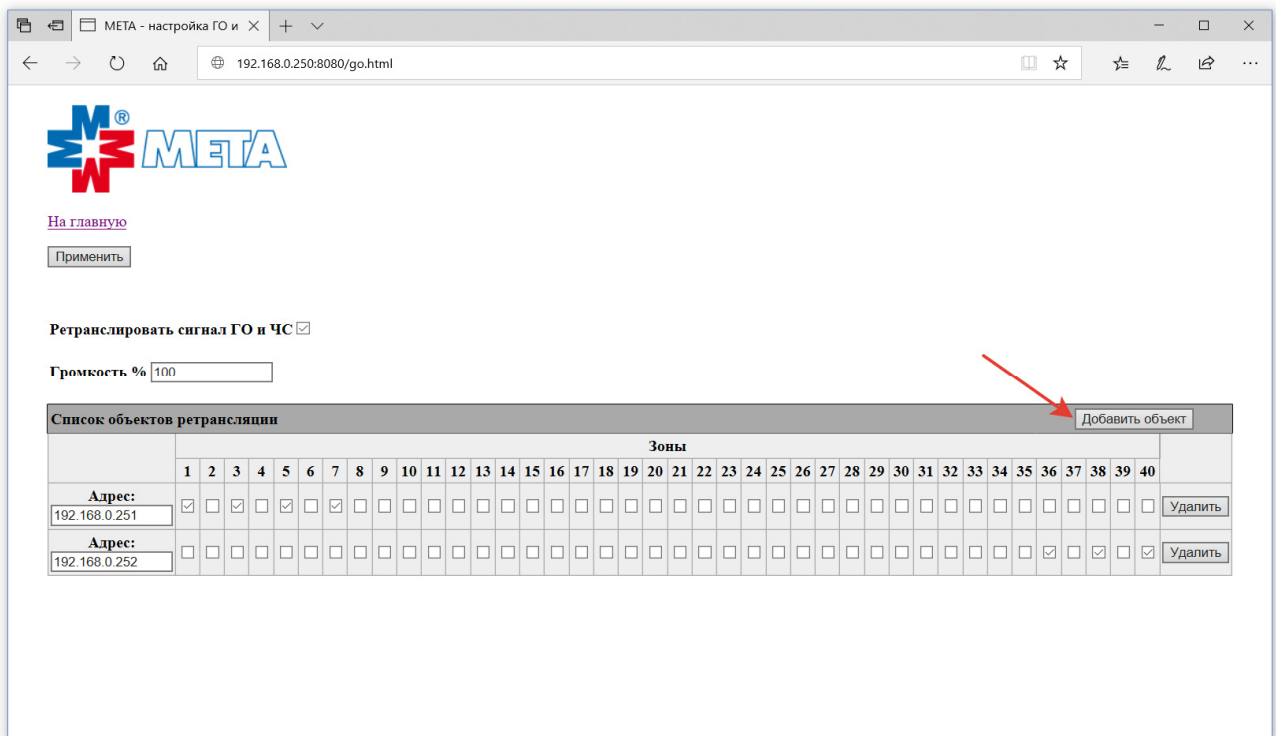 META - настройка ГО и
192.168.0.250:8080/go.html
®
МЕТА
На главную
Применить
Ретранслировать сигнал ГО и ЧС
Громкость % 100
Список объектов ретрансляции Добавить объект
Зоны
1 2 3 4 5 6 7 8 9 10 11 12 13 14 15 16 17 18 19 20 21 22 23 24 25 26 27 28 29 30 31 32 33 34 35 36 37 38 39 40
Адрес:
192.168.0.251 Удалить
Адрес:
192.168.0.252 Удалить